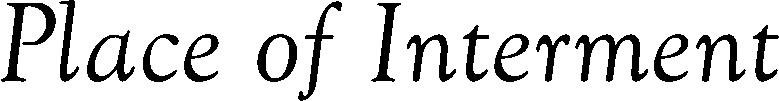 Place of Interment